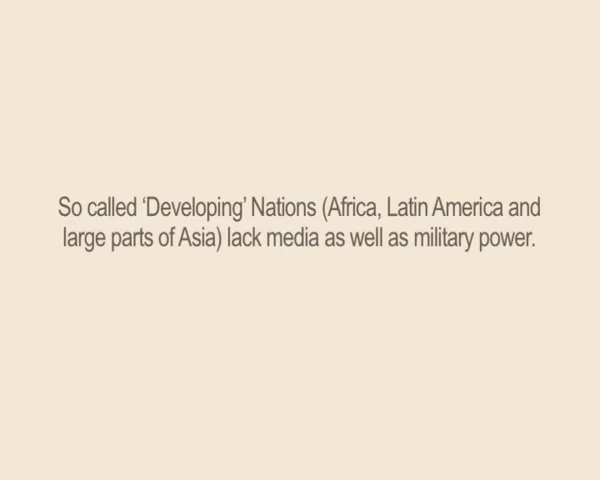 So called ‘Developing’ Nations (Africa, Latin America and
large parts of Asia) lack media as well as military power.